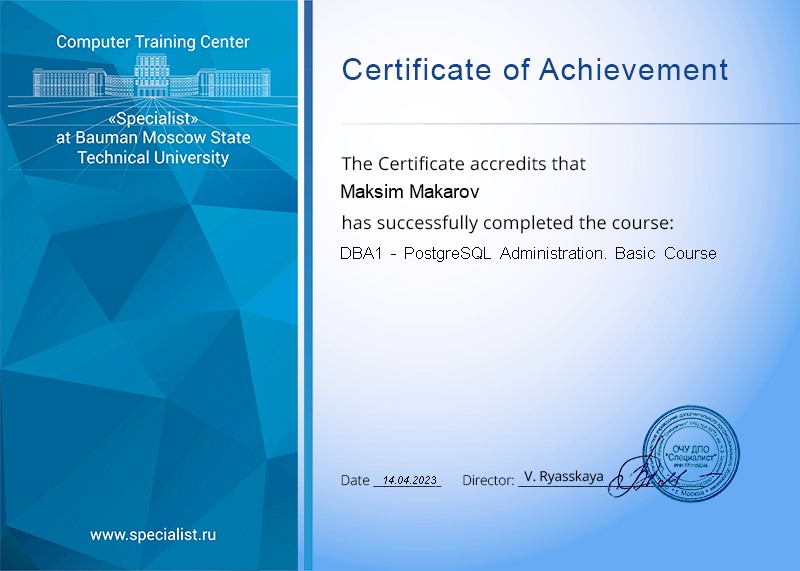 Computer Training Center
«Specialist»
at Bauman Moscow State
Technical University
Certificate of Achievement
The Certificate accredits that
Maksim Makarov
has successfully completed the course:
DBA1 - PostgreSQL Administration. Basic Course
ОЧУ ДПО
"Специалист"
г. Москва
Date 14.04.2023 Director: V. Ryasskaya
www.specialist.ru